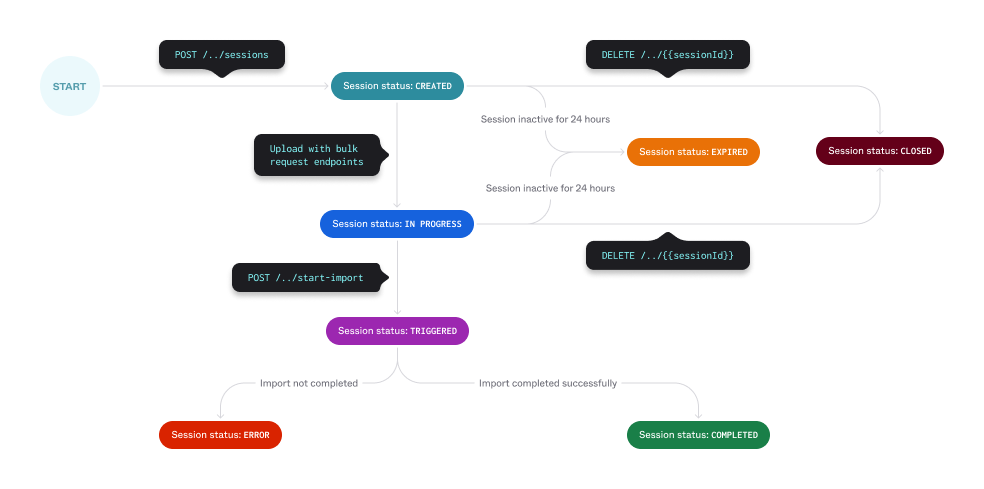 POST /../sessions
DELETE /../{{sessionId}}
START
Session status: CREATED
Session inactive for 24 hours
Upload with bulk
request endpoints
Session status: EXPIRED
Session status: CLOSED
Session inactive for 24 hours
Session status: IN PROGRESS
DELETE /../{{sessionId}}
POST /../start-import
Session status: TRIGGERED
Import not completed
Import completed successfully
Session status: ERROR
Session status: COMPLETED